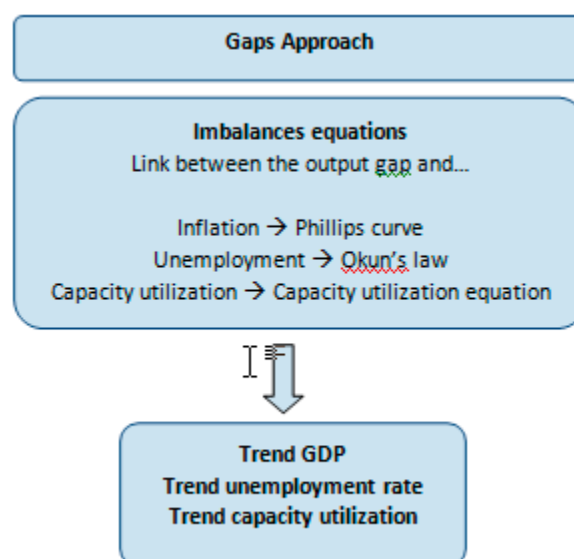 Gaps Approach
Imbalances equations
Link between the output gap and...
Inflation → Phillips curve
Unemployment → Okun's law
Capacity utilization → Capacity utilization equation
Trend GDP
Trend unemployment rate
Trend capacity utilization